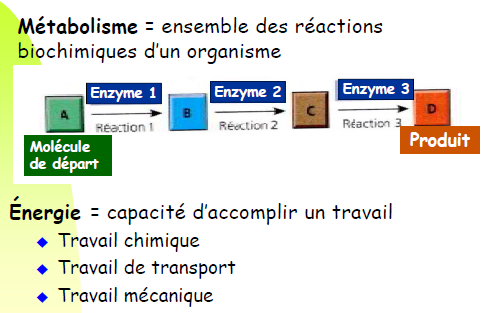 Métabolisme = ensemble des réactions
biochimiques d'un organisme
Enzyme 1 Enzyme 2 Enzyme 3
A B C D
Réaction 1 Réaction 2 Réaction 3
Molécule
de départ
Produit
Énergie = capacité d'accomplir un travail
Travail chimique
Travail de transport
Travail mécanique